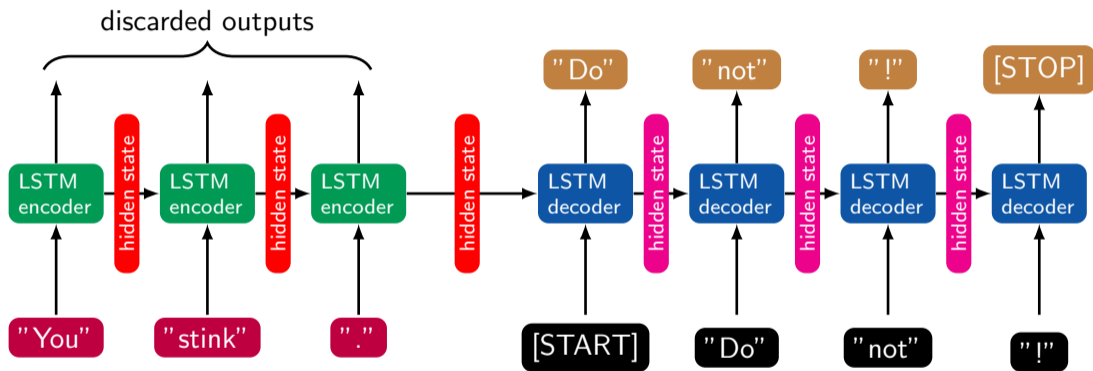 discarded outputs
"Do"
"not"
"!"
[STOP]
LSTM
encoder
hidden state
LSTM
encoder
hidden state
LSTM
encoder
hidden state
LSTM
decoder
hidden state
LSTM
decoder
hidden state
LSTM
decoder
hidden state
LSTM
decoder
"You"
"stink"
"."
[START]
"Do"
"not"
"!"